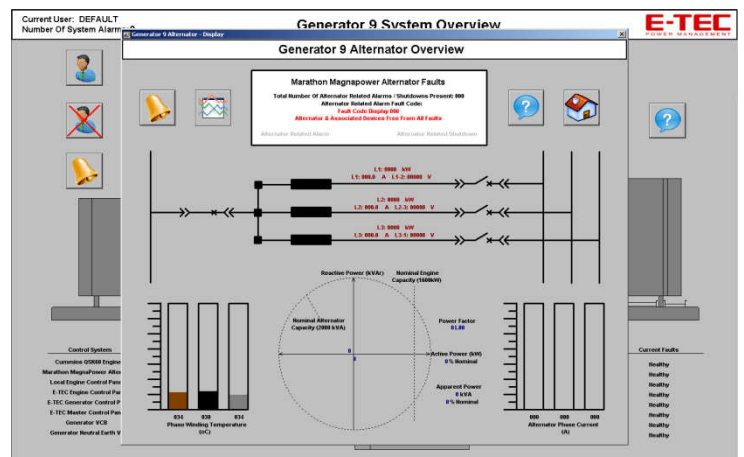 Current User: DEFAULT
Number Of System Alarms
Generator 9 System Overview
E-TEC
POWER MANAGEMENT
Generator 9 Alternator - Display
Generator 9 Alternator Overview
Marathon Magnapower Alternator Faults
Total Number Of Alternator Related Alarms / Shutdowns Present: 000
Alternator Related Alarm Fault Code:
Fault Code Display 000
Alternator & Associated Devices Free From All Faults
Alternator Related Alarm
Alternator Related Shutdown
L1: 0000 kW
L1: 000.0 A L1-2: 00000 V
L2: 0000 kW
L2: 000.0 A L2-3: 00000 V
L3: 0000 kW
L3: 000.0 A L3-1: 00000 V
Reactive Power (kVAr)
Nominal Engine
Capacity (1600kW)
Nominal Alternator
Capacity (2000 kVA)
Power Factor
01.00
0
0
Active Power (kW)
0 % Nominal
Apparent Power
0 kVA
0 % Nominal
034 030 034
Phase Winding Temperature
(oC)
000 000 000
Alternator Phase Current
(A)
Control System
Cummins QSK60 Engine
Marathon MagnaPower Alter
Local Engine Control Pane
E-TEC Engine Control Pan
E-TEC Generator Control P
E-TEC Master Control Pan
Generator VCB
Generator Neutral Earth V
Current Faults
Healthy
Healthy
Healthy
Healthy
Healthy
Healthy
Healthy
Healthy